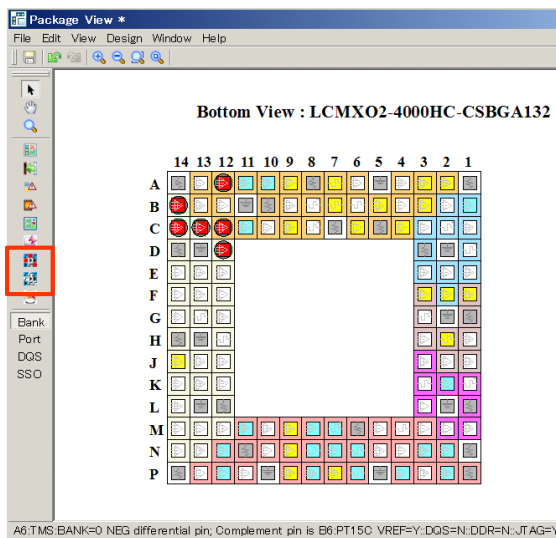 Package View *
File Edit View Design Window Help
Bottom View : LCMXO2-4000HC-CSBGA132
14 13 12 11 10 9 8 7 6 5 4 3 2 1
A
B
C
D
E
F
G
H
J
K
L
M
N
P
Bank
Port
DQS
SSO
A6:TMS:BANK=0 NEG differential pin; Complement pin is B6:PT15C VREF=Y::DQS=N::DDR=N::JTAG=Y